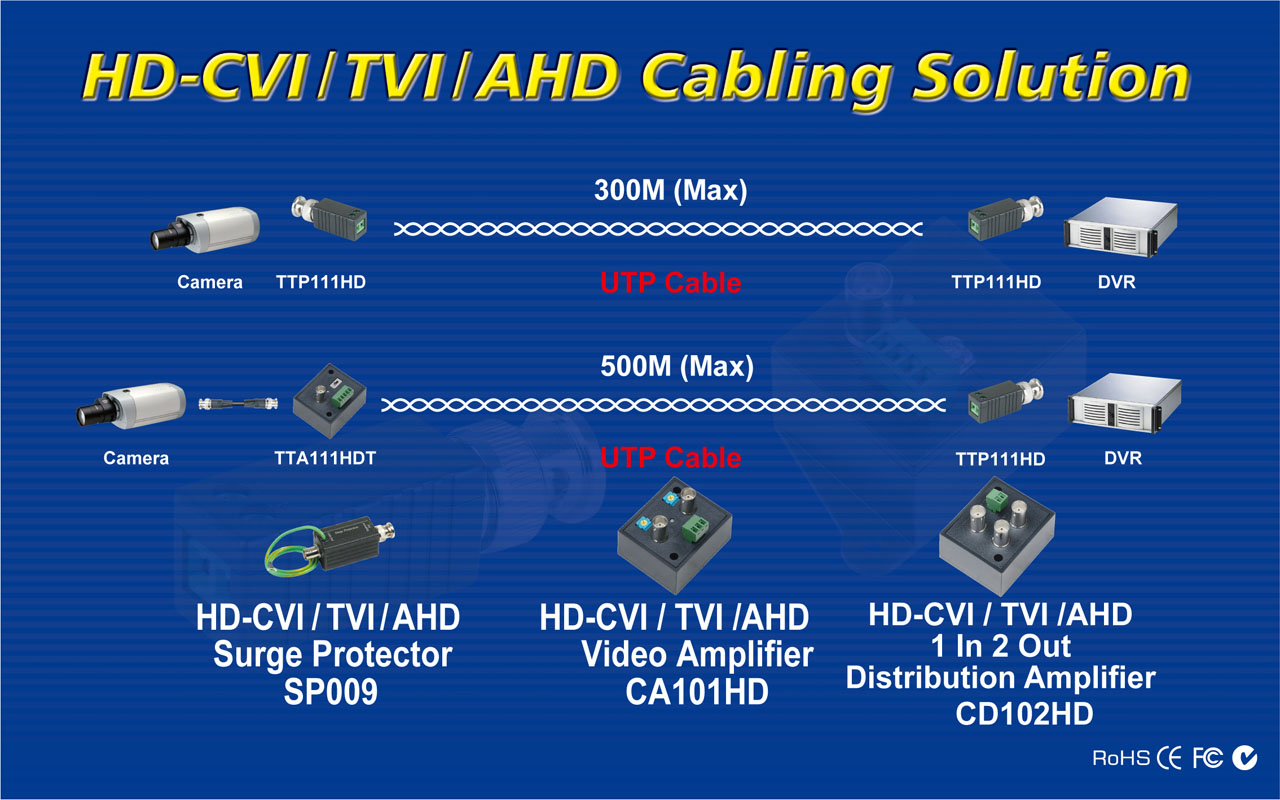 HD-CVI / TVI / AHD Cabling Solution
300M (Max)
Camera TTP111HD UTP Cable TTP111HD DVR
500M (Max)
Camera TTA111HDT UTP Cable TTP111HD DVR
HD-CVI / TVI / AHD
Surge Protector
SP009
HD-CVI / TVI /AHD
Video Amplifier
CA101HD
HD-CVI / TVI /AHD
1 In 2 Out
Distribution Amplifier
CD102HD
RoHS CE FC